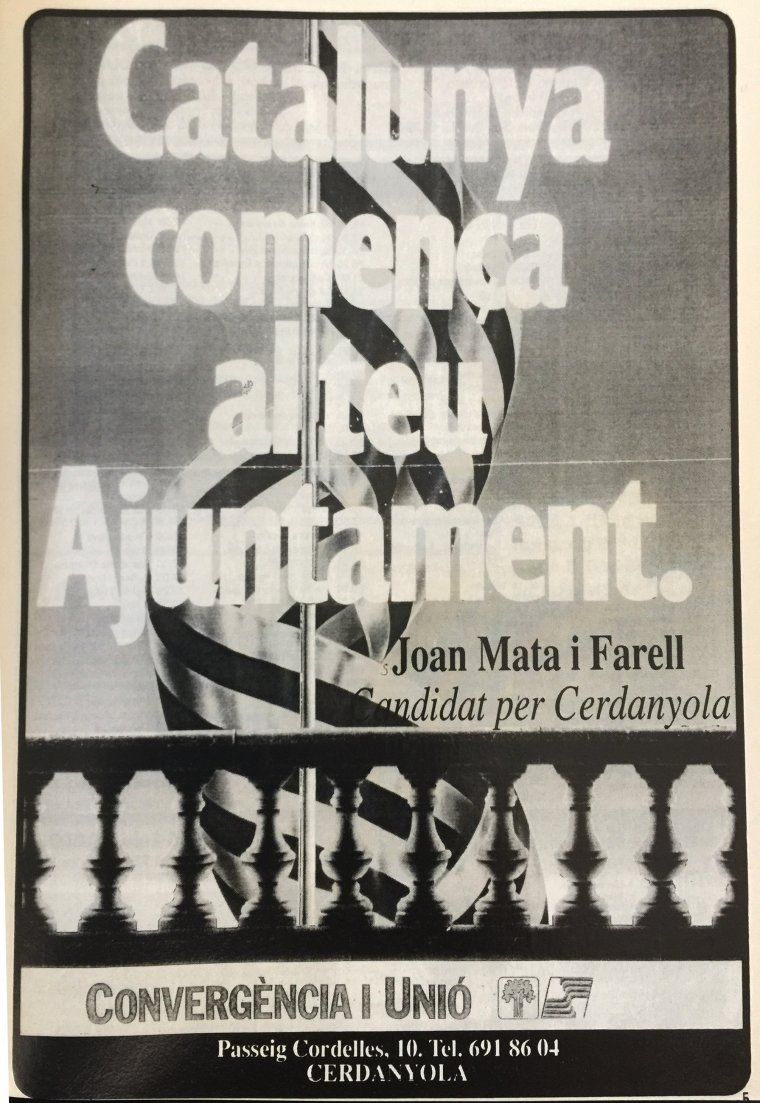 Catalunya
comença
al teu
Ajuntament.
Joan Mata i Farell
Candidat per Cerdanyola
CONVERGÈNCIA I UNIÓ
Passeig Cordelles, 10. Tel. 691 86 04
CERDANYOLA
5